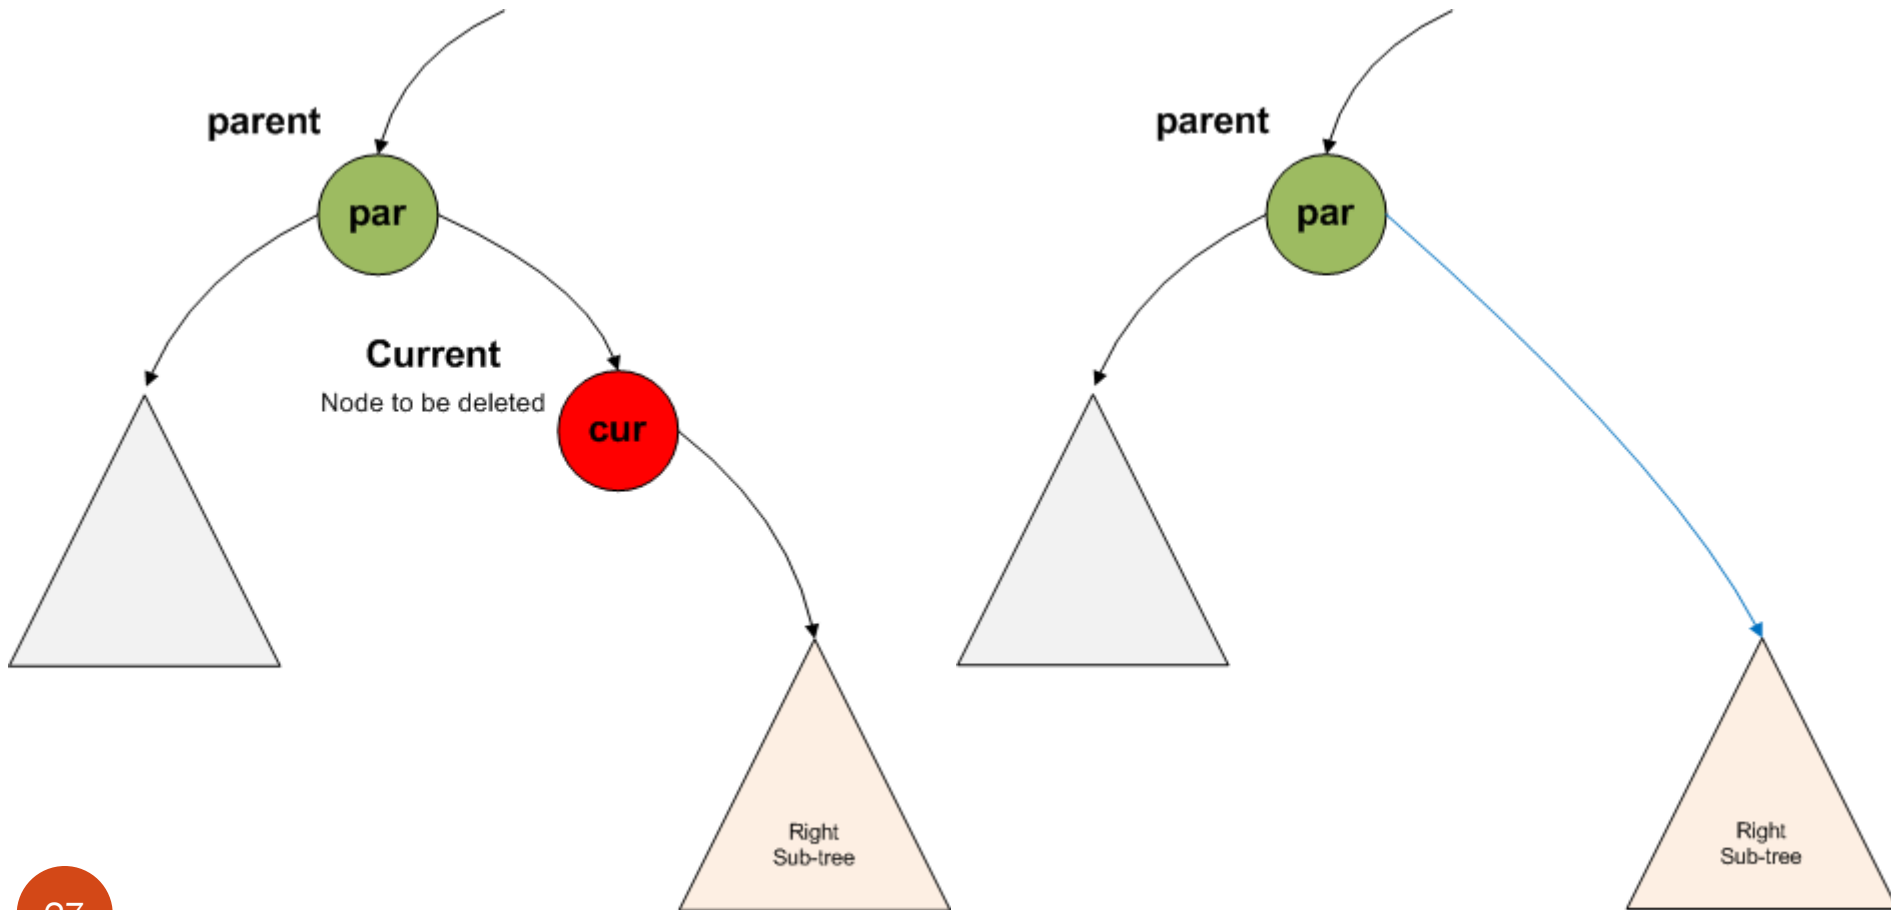 parent
par
Current
Node to be deleted
cur
Right
Sub-tree
parent
par
Right
Sub-tree